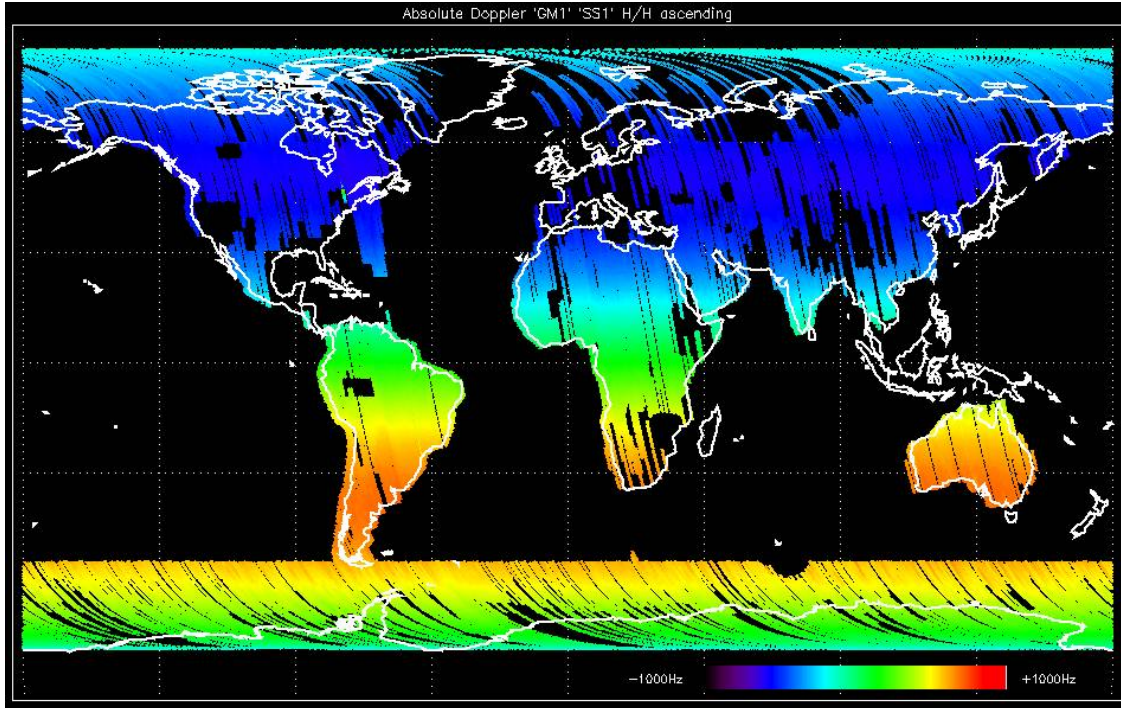 Absolute Doppler 'GM1' 'SS1' H/H ascending
-1000Hz +1000Hz